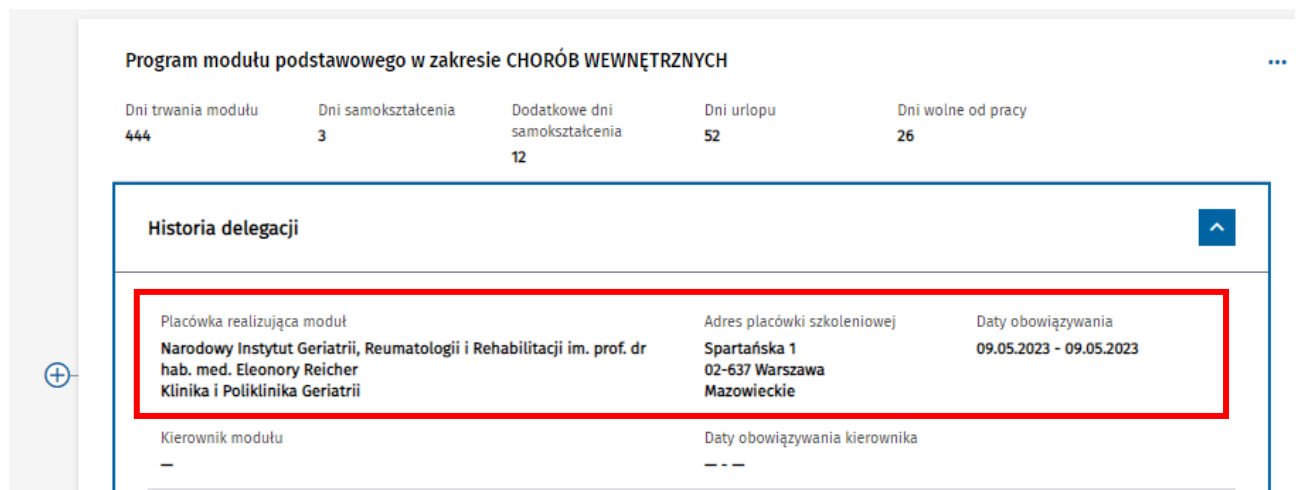 Program modułu podstawowego w zakresie CHORÓB WEWNĘTRZNYCH
Dni trwania modułu
444
Dni samokształcenia
3
Dodatkowe dni
samokształcenia
12
Dni urlopu
52
Dni wolne od pracy
26
Historia delegacji
Placówka realizująca moduł
Narodowy Instytut Geriatrii, Reumatologii i Rehabilitacji im. prof. dr
hab. med. Eleonory Reicher
Klinika i Poliklinika Geriatrii
Adres placówki szkoleniowej
Spartańska 1
02-637 Warszawa
Mazowieckie
Daty obowiązywania
09.05.2023 - 09.05.2023
Kierownik modułu
—
Daty obowiązywania kierownika
— - —